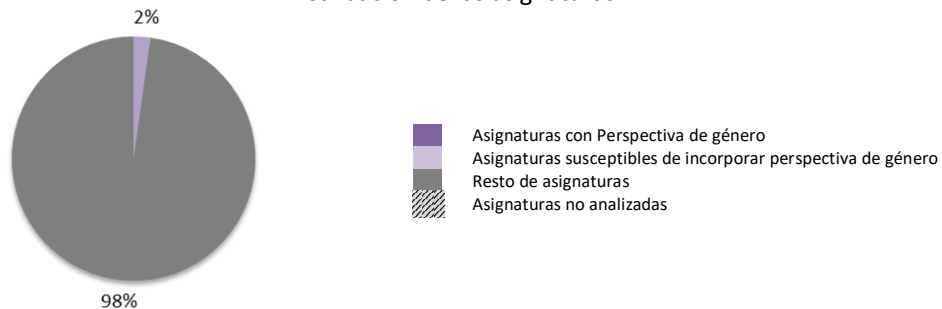 2%
Asignaturas con Perspectiva de género
Asignaturas susceptibles de incorporar perspectiva de género
Resto de asignaturas
Asignaturas no analizadas
98%